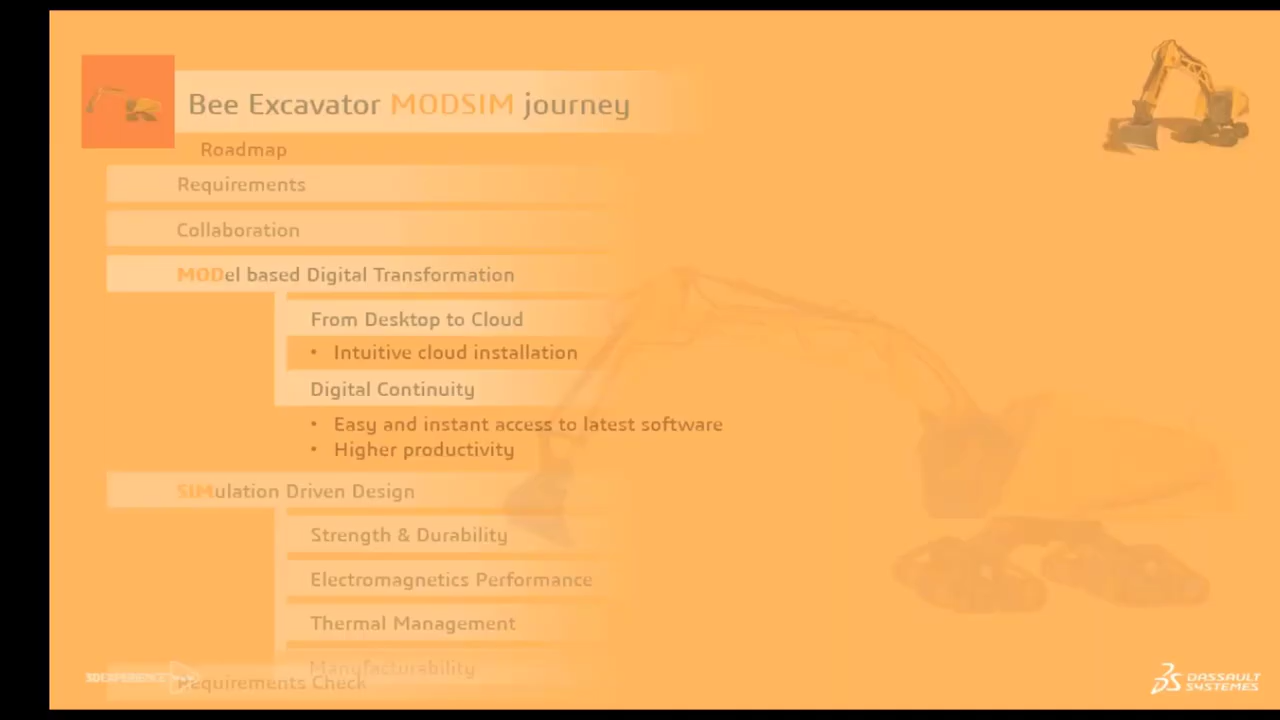 Bee Excavator MODSIM journey
Roadmap
Requirements
Collaboration
MODel based Digital Transformation
From Desktop to Cloud
• Intuitive cloud installation
Digital Continuity
• Easy and instant access to latest software
• Higher productivity
SIMulation Driven Design
Strength & Durability
Electromagnetics Performance
Thermal Management
Manufacturability
Requirements Check
3DEXPERIENCE
DASSAULT
SYSTEMES